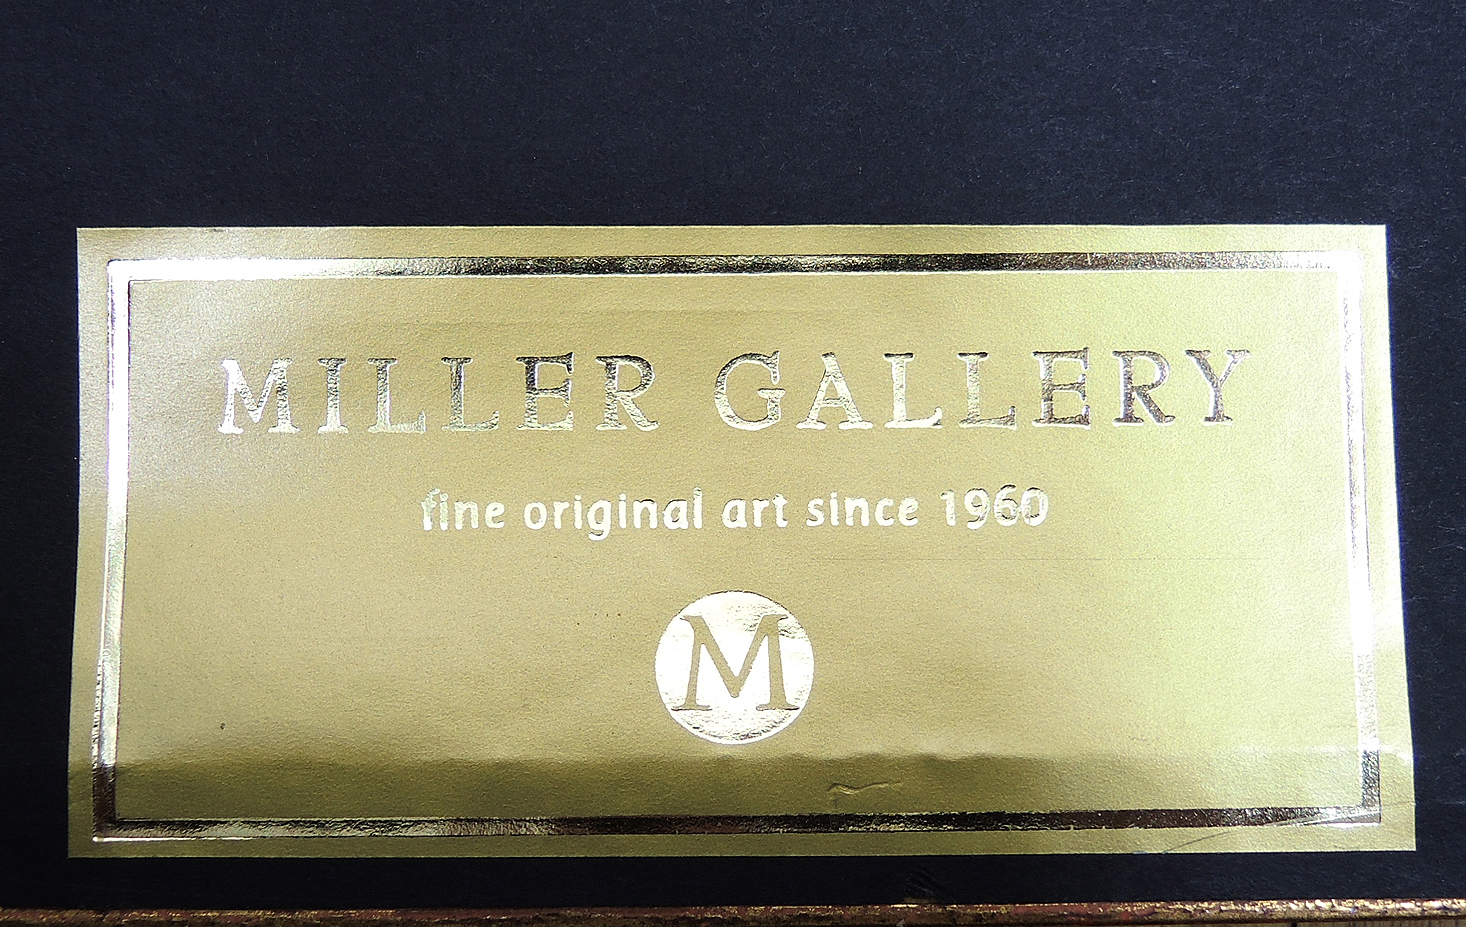 MILLER GALLERY
fine original art since 1960
M